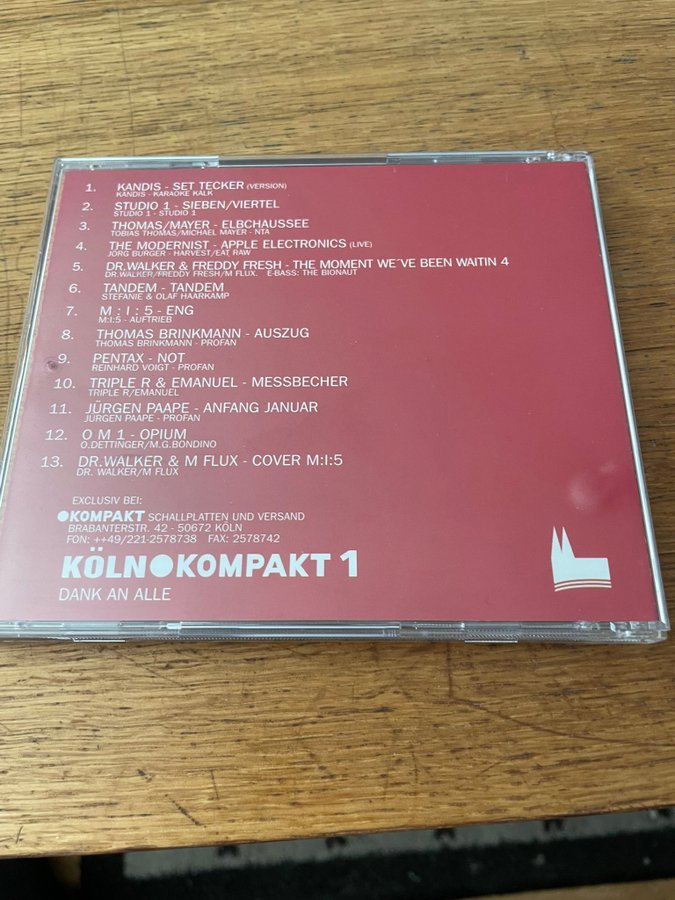 1. KANDIS - SET TECKER (VERSION)
KANDIS - KARAOKE KALK
2. STUDIO 1 - SIEBEN/VIERTEL
STUDIO 1 - STUDIO 1
3. THOMAS/MAYER - ELBCHAUSSEE
TOBIAS THOMAS/MICHAEL MAYER - NTA
4. THE MODERNIST - APPLE ELECTRONICS (LIVE)
JÖRG BURGER - HARVEST/EAT RAW
5. DR.WALKER & FREDDY FRESH - THE MOMENT WE´VE BEEN WAITIN 4
DR.WALKER/FREDDY FRESH/M FLUX. E-BASS: THE BIONAUT
6. TANDEM - TANDEM
STEFANIE & OLAF HAARKAMP
7. M : I : 5 - ENG
M:I:5 - AUFTRIEB
8. THOMAS BRINKMANN - AUSZUG
THOMAS BRINKMANN - PROFAN
9. PENTAX - NOT
REINHARD VOIGT - PROFAN
10. TRIPLE R & EMANUEL - MESSBECHER
TRIPLE R/EMANUEL
11. JÜRGEN PAAPE - ANFANG JANUAR
JÜRGEN PAAPE - PROFAN
12. O M 1 - OPIUM
O.DETTINGER/M.G.BONDINO
13. DR.WALKER & M FLUX - COVER M:I:5
DR. WALKER/M FLUX
EXCLUSIV BEI:
KOMPAKT SCHALLPLATTEN UND VERSAND
BRABANTERSTR. 42 - 50672 KÖLN
FON: ++49/221-2578738 FAX: 2578742
KÖLN●KOMPAKT 1
DANK AN ALLE